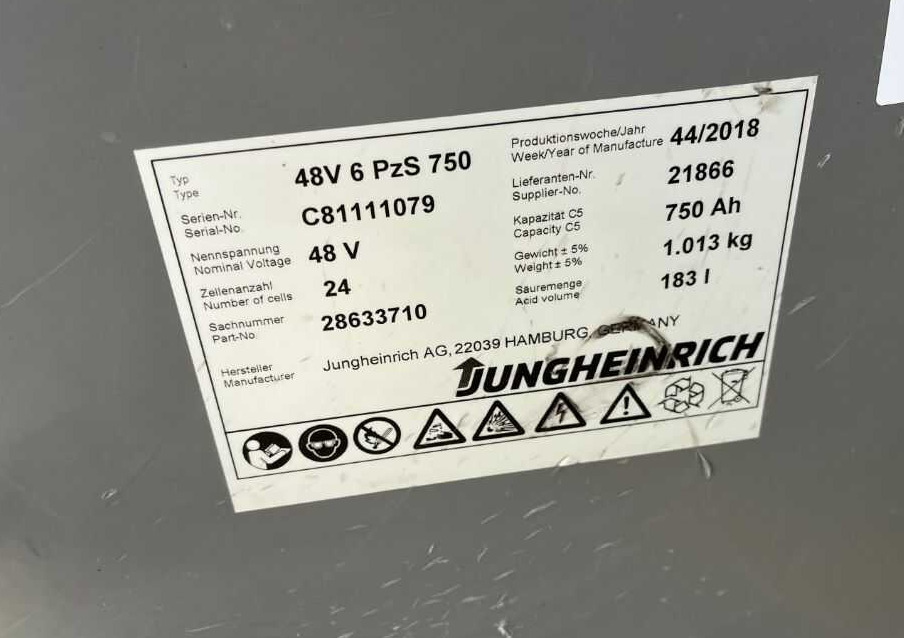 Typ
Type
48V 6 PzS 750
Serien-Nr.
Serial-No.
C81111079
Nennspannung
Nominal Voltage
48 V
Zellenanzahl
Number of cells
24
Sachnummer
Part-No.
28633710
Produktionswoche/Jahr
Week/Year of Manufacture
44/2018
Lieferanten-Nr.
Supplier-No.
21866
Kapazität C5
Capacity C5
750 Ah
Gewicht ± 5%
Weight ± 5%
1.013 kg
Säuremenge
Acid volume
183 l
Hersteller
Manufacturer
Jungheinrich AG, 22039 HAMBURG, GERMANY
JUNGHEINRICH